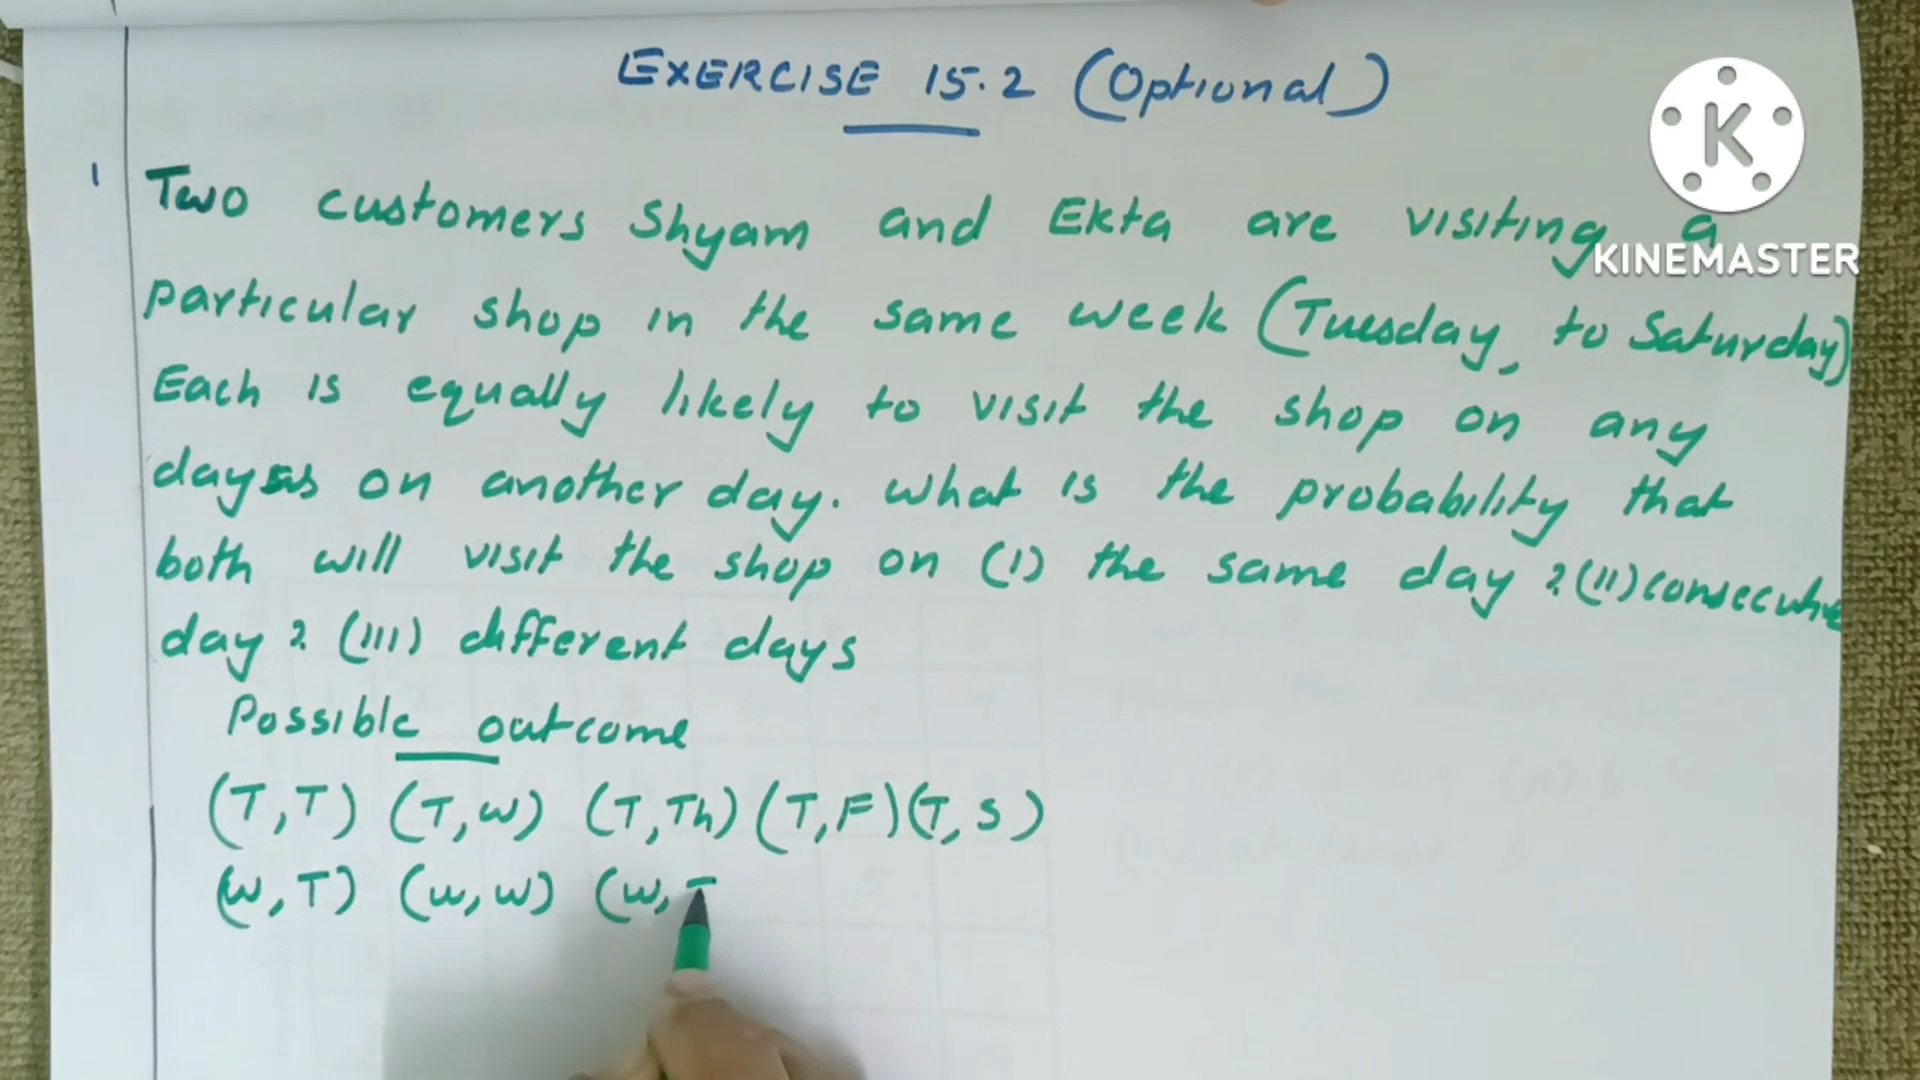 EXERCISE 15.2 (Optional)
K
KINEMASTER
1 Two customers Shyam and Ekta are visiting a
particular shop in the same week (Tuesday to Saturday)
Each is equally likely to visit the shop on any
day as on another day. What is the probability that
both will visit the shop on (I) the same day ? (II) consecutive
day ? (III) different days
Possible outcome
(T,T) (T,W) (T,Th) (T,F) (T,S)
(W,T) (W,W) (W,T